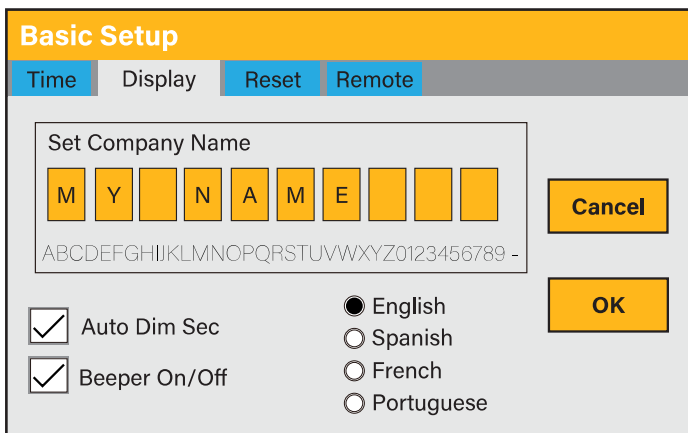 Basic Setup
Time Display Reset Remote
Set Company Name
M Y N A M E
ABCDEFGHIJKLMNOPQRSTUVWXYZ0123456789 -
Cancel
OK
Auto Dim Sec
Beeper On/Off
English
Spanish
French
Portuguese